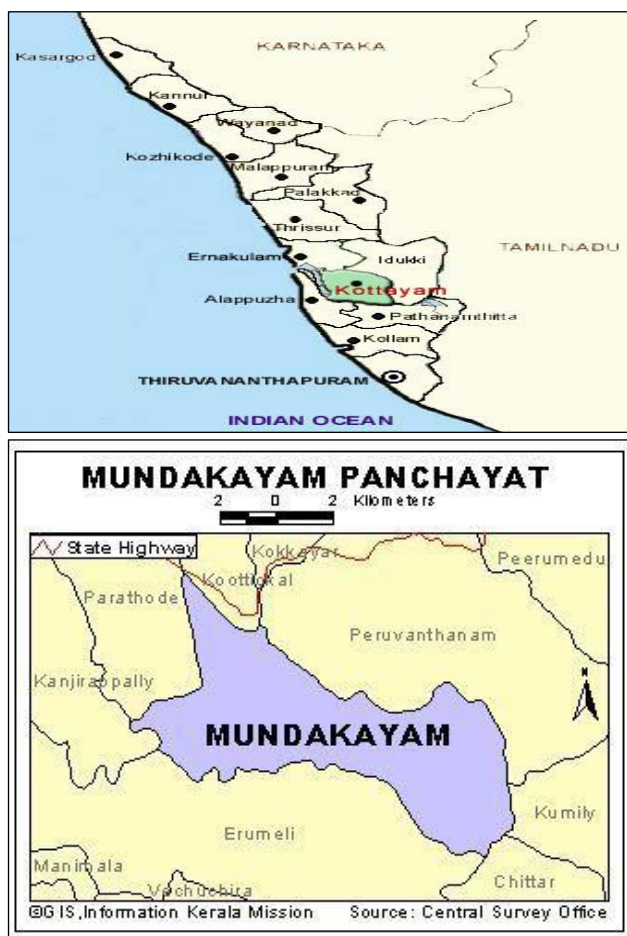 KARNATAKA
Kasargod
Kannur
Wayanad
Kozhikode
Malappuram
Palakkad
Thrissur
TAMILNADU
Ernakulam
Idukki
Kottayam
Alappuzha
Pathanamthitta
Kollam
THIRUVANANTHAPURAM
INDIAN OCEAN
MUNDAKAYAM PANCHAYAT
2 0 2 Kilometers
State Highway
Kokkayar
Peerumedu
Koottickal
Parathode
Peruvanthanam
Kanjirappally
N
MUNDAKAYAM
Kumily
Erumeli
Manimala
Chittar
Vechuchira
©GIS,Information Kerala Mission Source: Central Survey Office